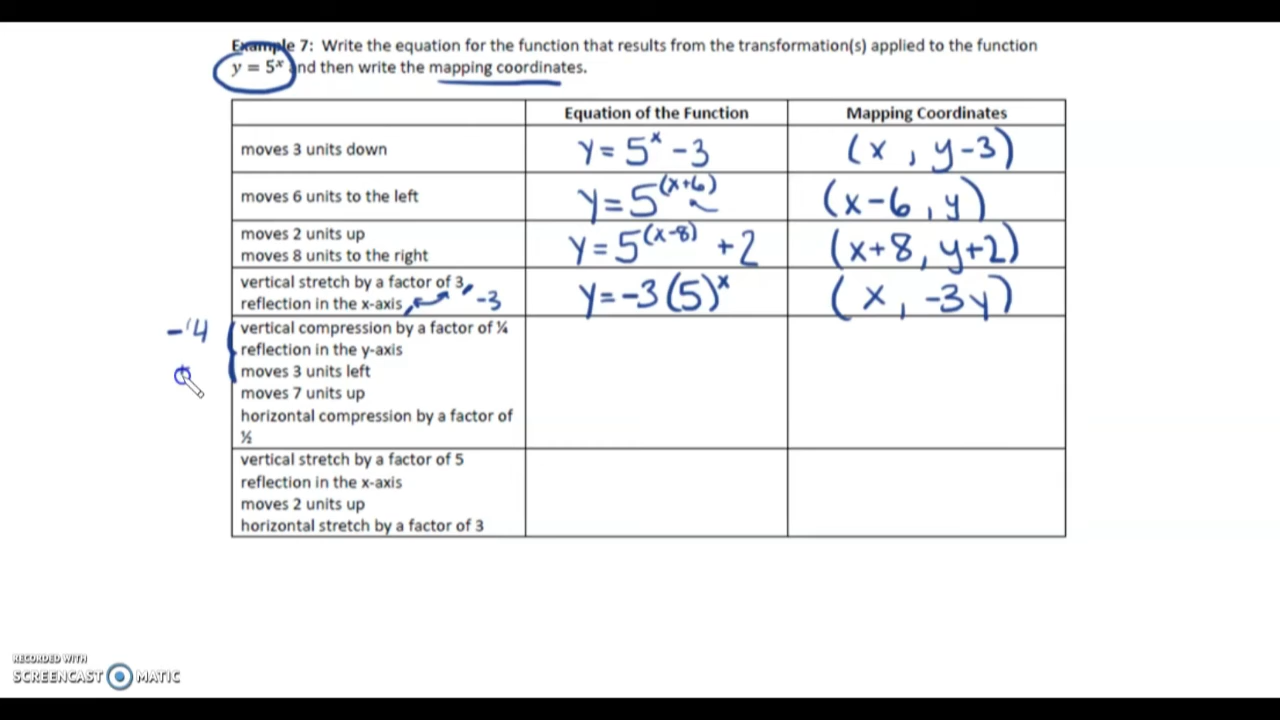 Example 7: Write the equation for the function that results from the transformation(s) applied to the function
y = 5ˣ and then write the mapping coordinates.
Equation of the Function Mapping Coordinates
moves 3 units down y = 5ˣ - 3 (x , y-3)
moves 6 units to the left y = 5^(x+6) (x-6 , y)
moves 2 units up
moves 8 units to the right y = 5^(x-8) + 2 (x+8, y+2)
vertical stretch by a factor of 3,
reflection in the x-axis -3 y = -3(5)ˣ (x, -3y)
vertical compression by a factor of ¼
reflection in the y-axis
moves 3 units left
moves 7 units up
horizontal compression by a factor of
½
vertical stretch by a factor of 5
reflection in the x-axis
moves 2 units up
horizontal stretch by a factor of 3
RECORDED WITH
SCREENCAST MATIC